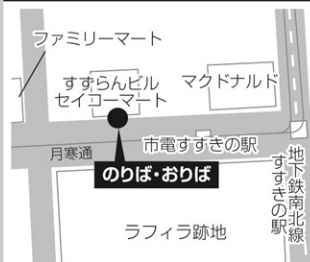 ファミリーマート
すずらんビル
セイコーマート
マクドナルド
月寒通
市電すすきの駅
のりば・おりば
地下鉄南北線
すすきの駅
ラフィラ跡地